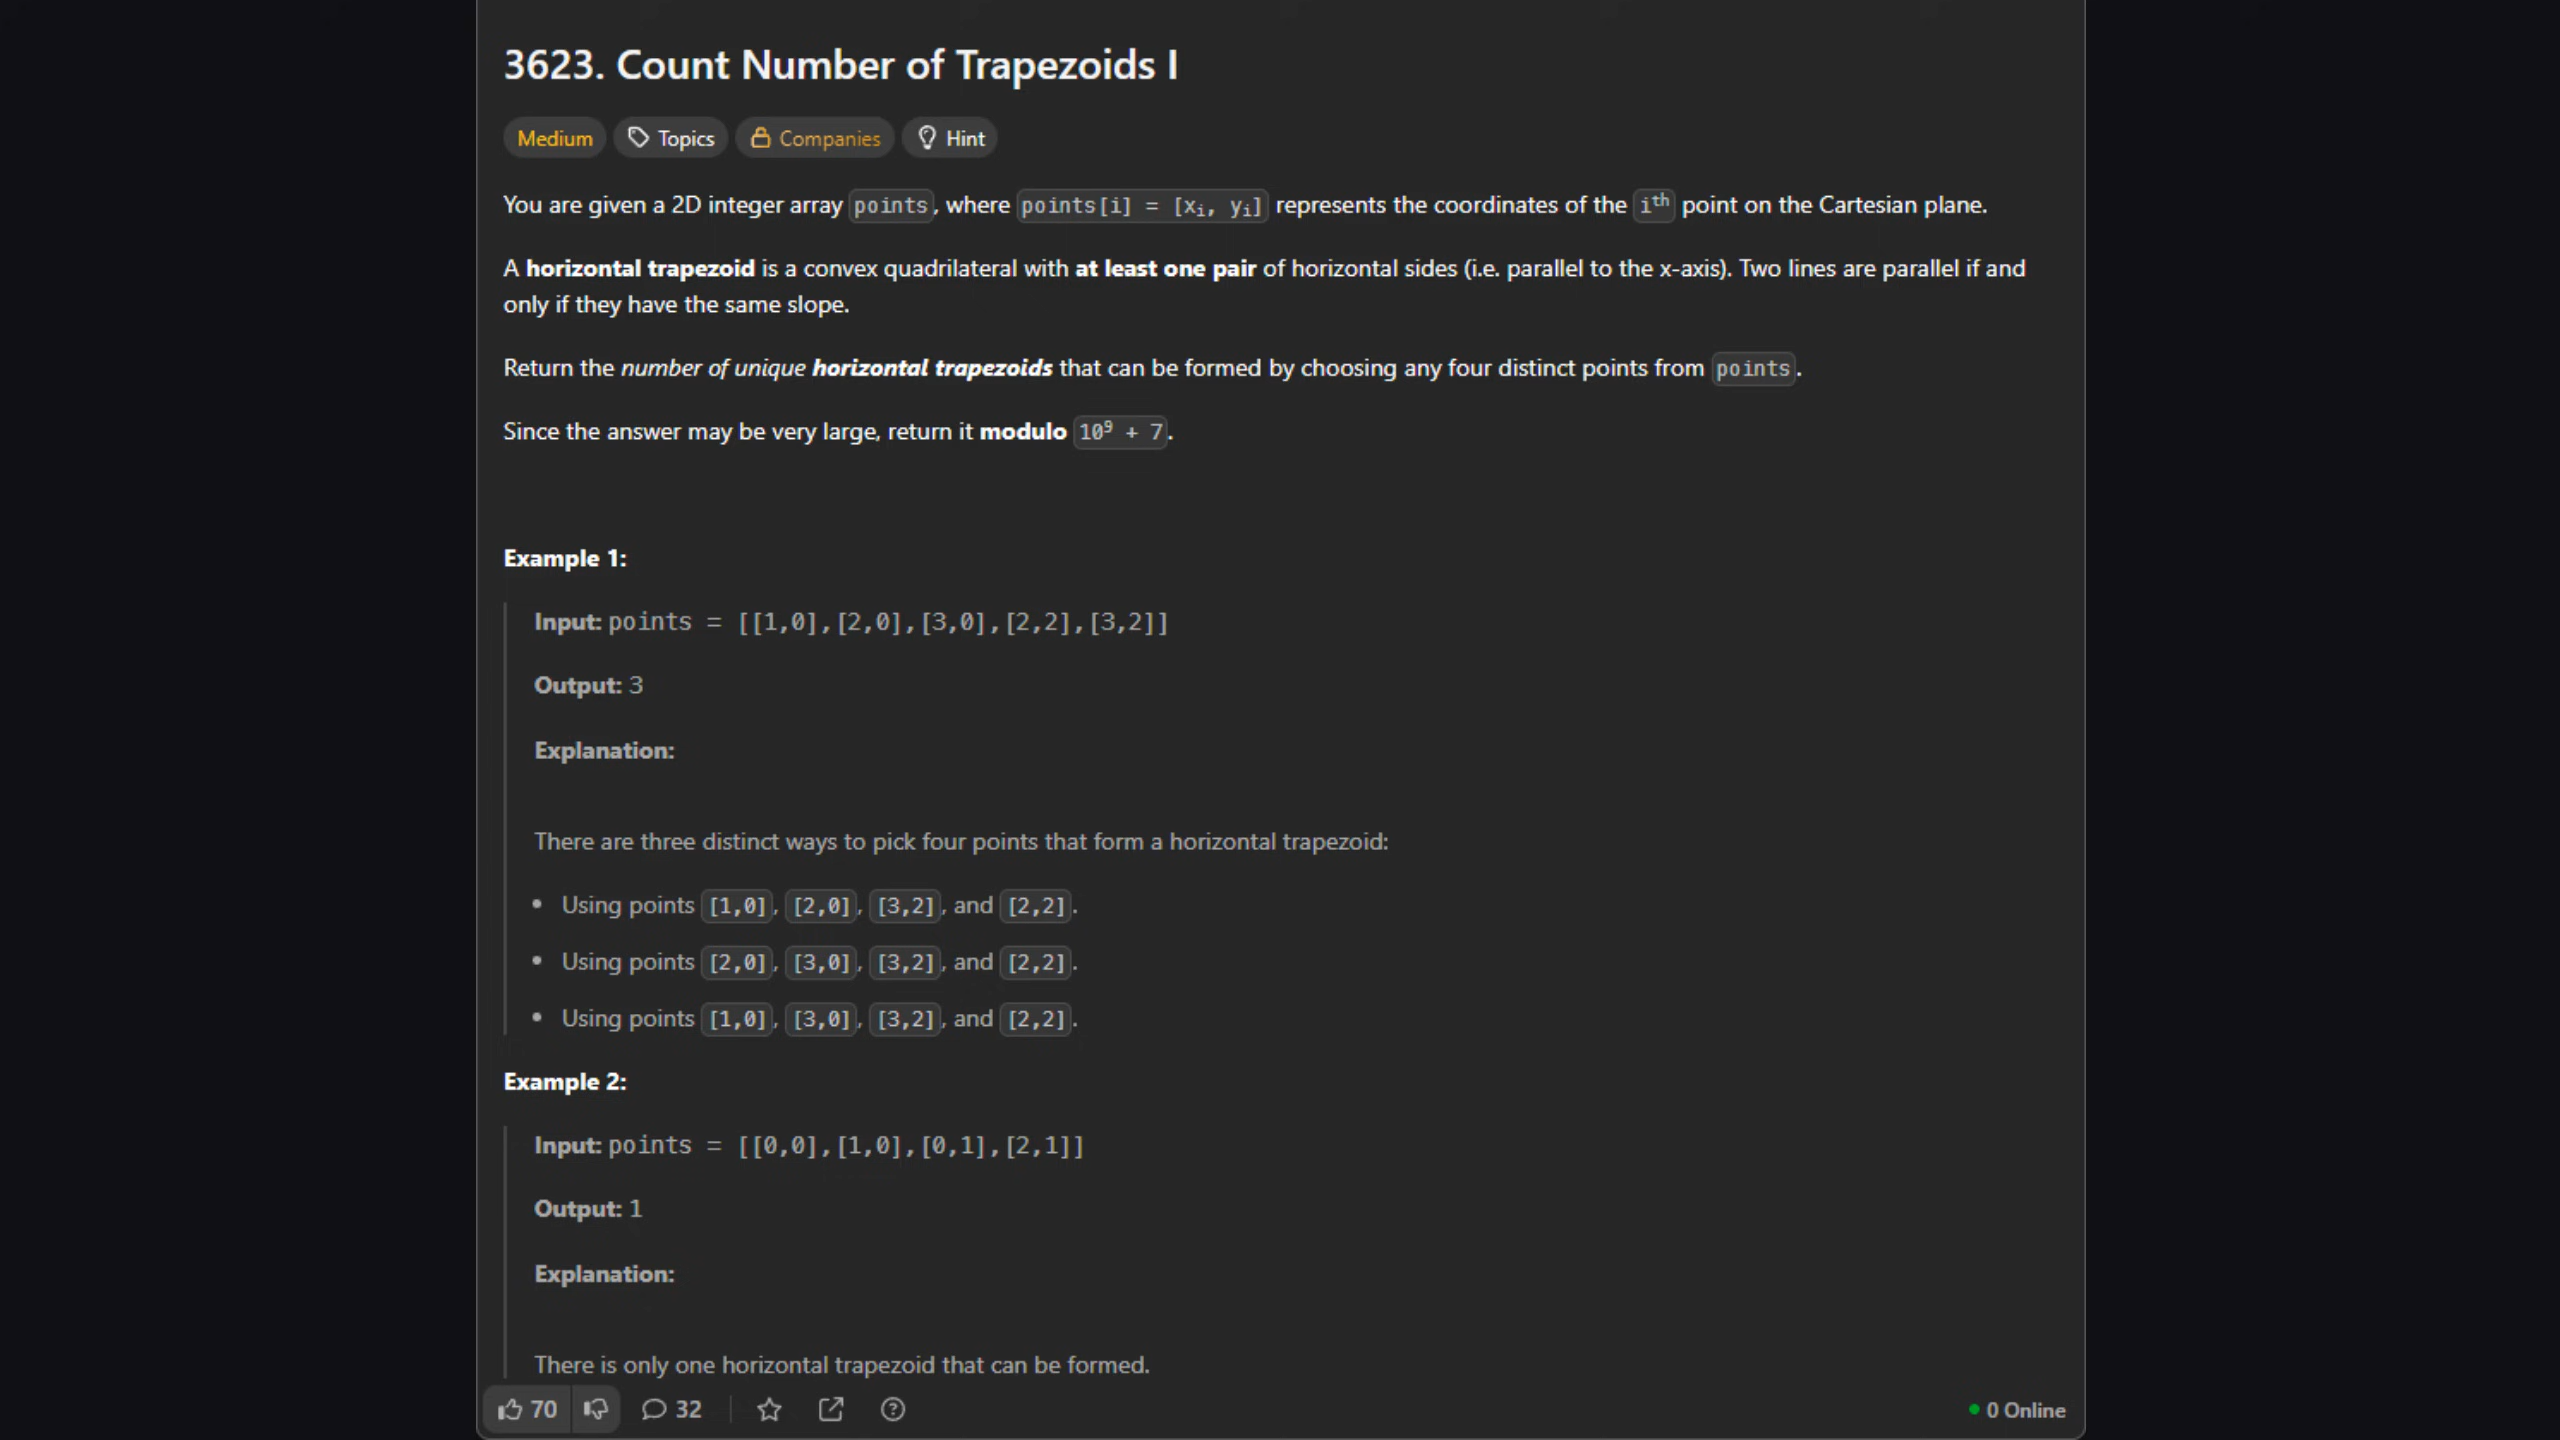 3623. Count Number of Trapezoids I
Medium Topics Companies Hint
You are given a 2D integer array points, where points[i] = [xᵢ, yᵢ] represents the coordinates of the iᵗʰ point on the Cartesian plane.
A horizontal trapezoid is a convex quadrilateral with at least one pair of horizontal sides (i.e. parallel to the x-axis). Two lines are parallel if and
only if they have the same slope.
Return the number of unique horizontal trapezoids that can be formed by choosing any four distinct points from points.
Since the answer may be very large, return it modulo 10⁹ + 7.
Example 1:
Input: points = [[1,0],[2,0],[3,0],[2,2],[3,2]]
Output: 3
Explanation:
There are three distinct ways to pick four points that form a horizontal trapezoid:
• Using points [1,0], [2,0], [3,2], and [2,2].
• Using points [2,0], [3,0], [3,2], and [2,2].
• Using points [1,0], [3,0], [3,2], and [2,2].
Example 2:
Input: points = [[0,0],[1,0],[0,1],[2,1]]
Output: 1
Explanation:
There is only one horizontal trapezoid that can be formed.
70 32 0 Online